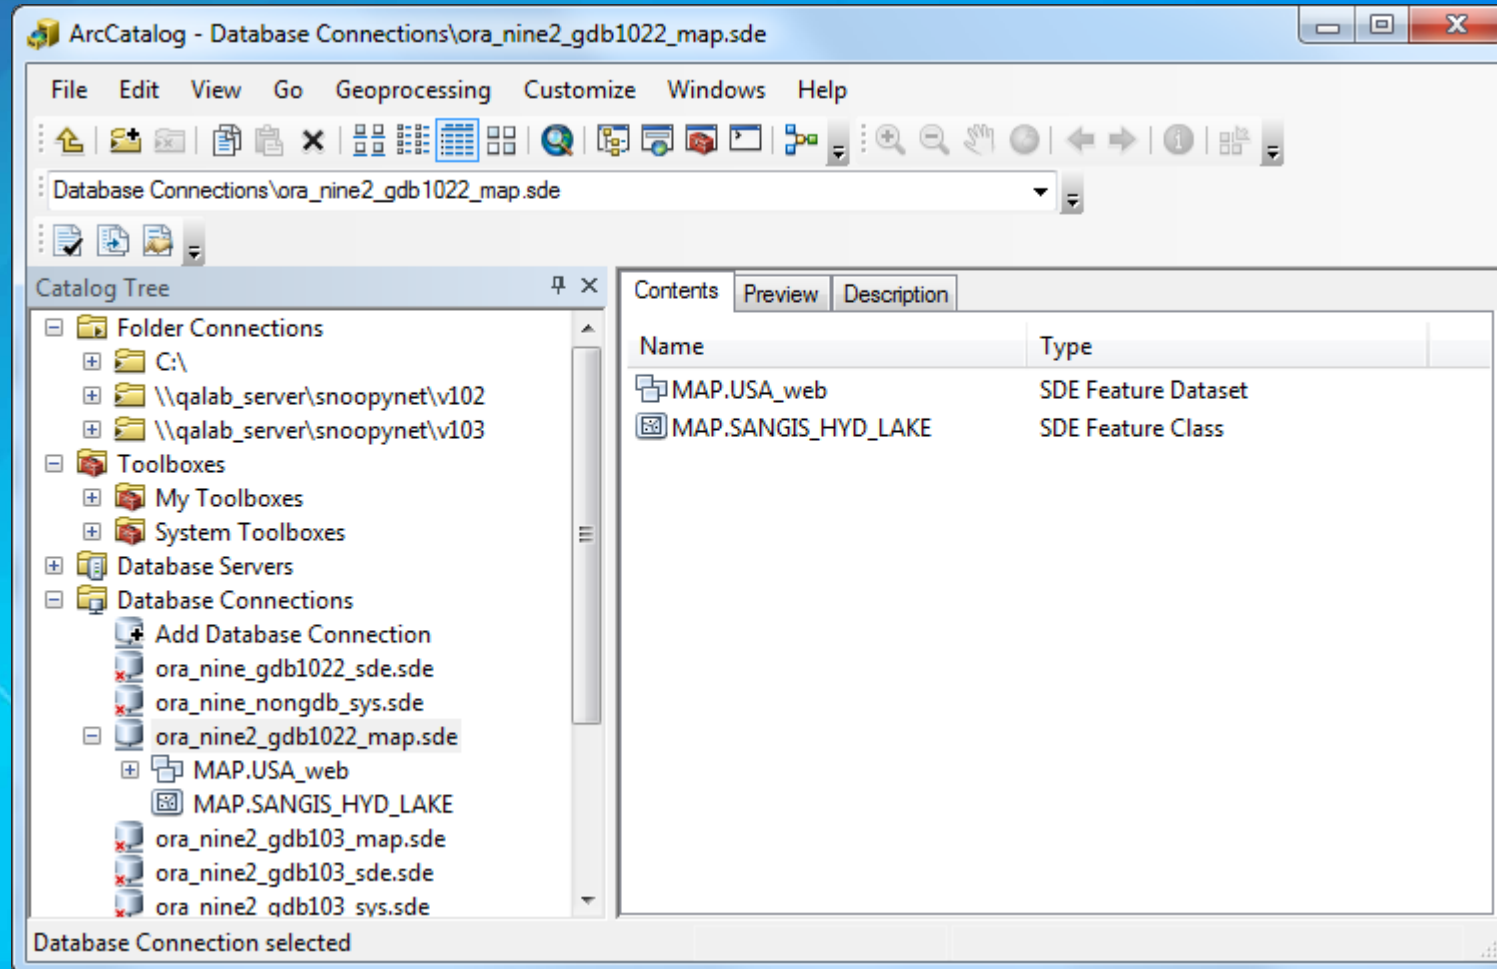 ArcCatalog - Database Connections\ora_nine2_gdb1022_map.sde
File Edit View Go Geoprocessing Customize Windows Help
Database Connections\ora_nine2_gdb1022_map.sde
Catalog Tree
Folder Connections
C:\
\\qalab_server\snoopynet\v102
\\qalab_server\snoopynet\v103
Toolboxes
My Toolboxes
System Toolboxes
Database Servers
Database Connections
Add Database Connection
ora_nine_gdb1022_sde.sde
ora_nine_nongdb_sys.sde
ora_nine2_gdb1022_map.sde
MAP.USA_web
MAP.SANGIS_HYD_LAKE
ora_nine2_gdb103_map.sde
ora_nine2_gdb103_sde.sde
ora_nine2_gdb103_sys.sde
Contents Preview Description
Name Type
MAP.USA_web SDE Feature Dataset
MAP.SANGIS_HYD_LAKE SDE Feature Class
Database Connection selected